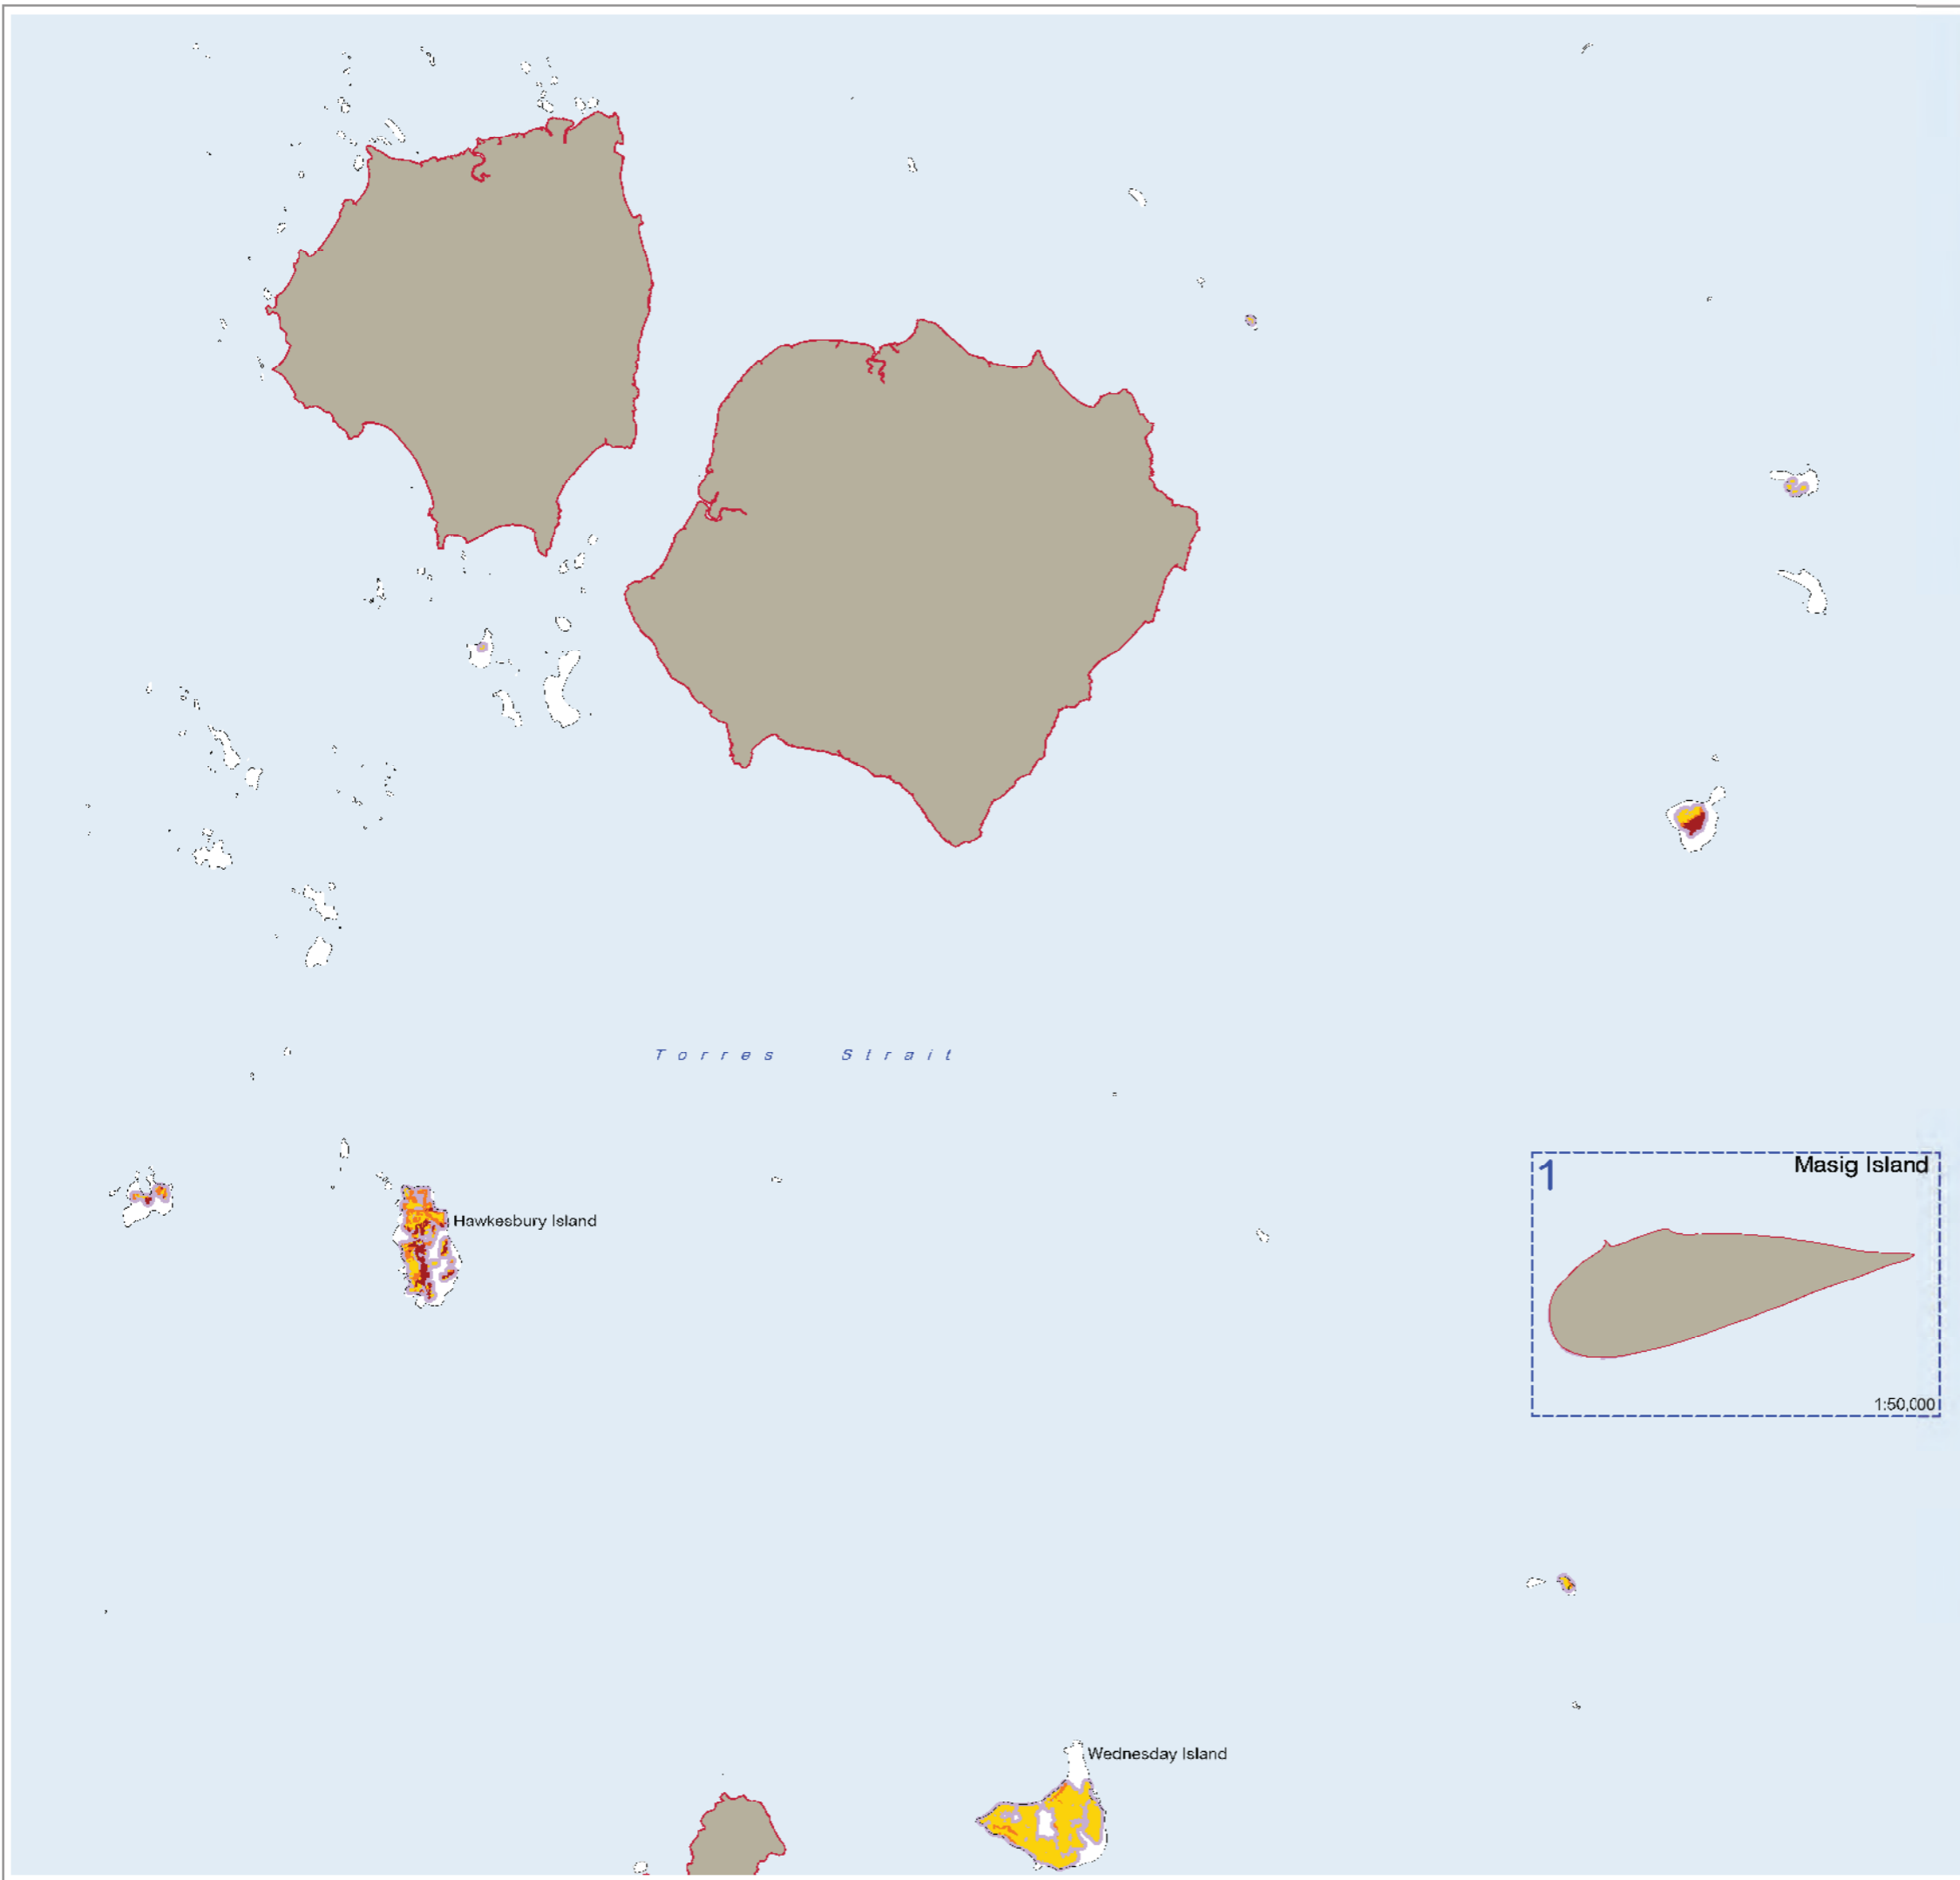 Torres Strait
1
Masig Island
Hawkesbury Island
1:50,000
Wednesday Island